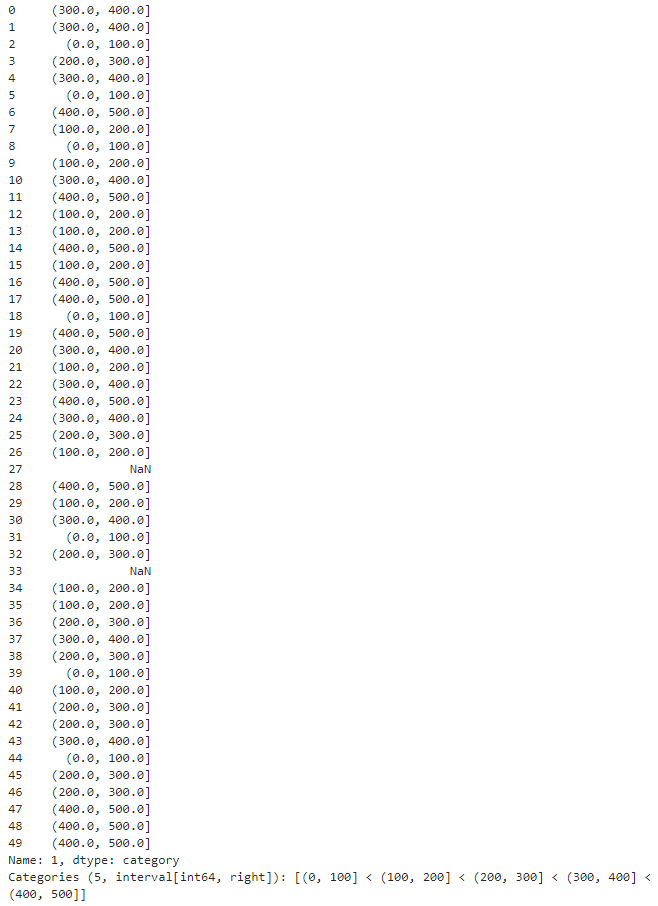 0     (300.0, 400.0]
1     (300.0, 400.0]
2       (0.0, 100.0]
3     (200.0, 300.0]
4     (300.0, 400.0]
5       (0.0, 100.0]
6     (400.0, 500.0]
7     (100.0, 200.0]
8       (0.0, 100.0]
9     (100.0, 200.0]
10    (300.0, 400.0]
11    (400.0, 500.0]
12    (100.0, 200.0]
13    (100.0, 200.0]
14    (400.0, 500.0]
15    (100.0, 200.0]
16    (400.0, 500.0]
17    (400.0, 500.0]
18      (0.0, 100.0]
19    (400.0, 500.0]
20    (300.0, 400.0]
21    (100.0, 200.0]
22    (300.0, 400.0]
23    (400.0, 500.0]
24    (300.0, 400.0]
25    (200.0, 300.0]
26    (100.0, 200.0]
27               NaN
28    (400.0, 500.0]
29    (100.0, 200.0]
30    (300.0, 400.0]
31      (0.0, 100.0]
32    (200.0, 300.0]
33               NaN
34    (100.0, 200.0]
35    (100.0, 200.0]
36    (200.0, 300.0]
37    (300.0, 400.0]
38    (200.0, 300.0]
39      (0.0, 100.0]
40    (100.0, 200.0]
41    (200.0, 300.0]
42    (200.0, 300.0]
43    (300.0, 400.0]
44      (0.0, 100.0]
45    (200.0, 300.0]
46    (200.0, 300.0]
47    (400.0, 500.0]
48    (400.0, 500.0]
49    (400.0, 500.0]
Name: 1, dtype: category
Categories (5, interval[int64, right]): [(0, 100] < (100, 200] < (200, 300] < (300, 400] <
(400, 500]]